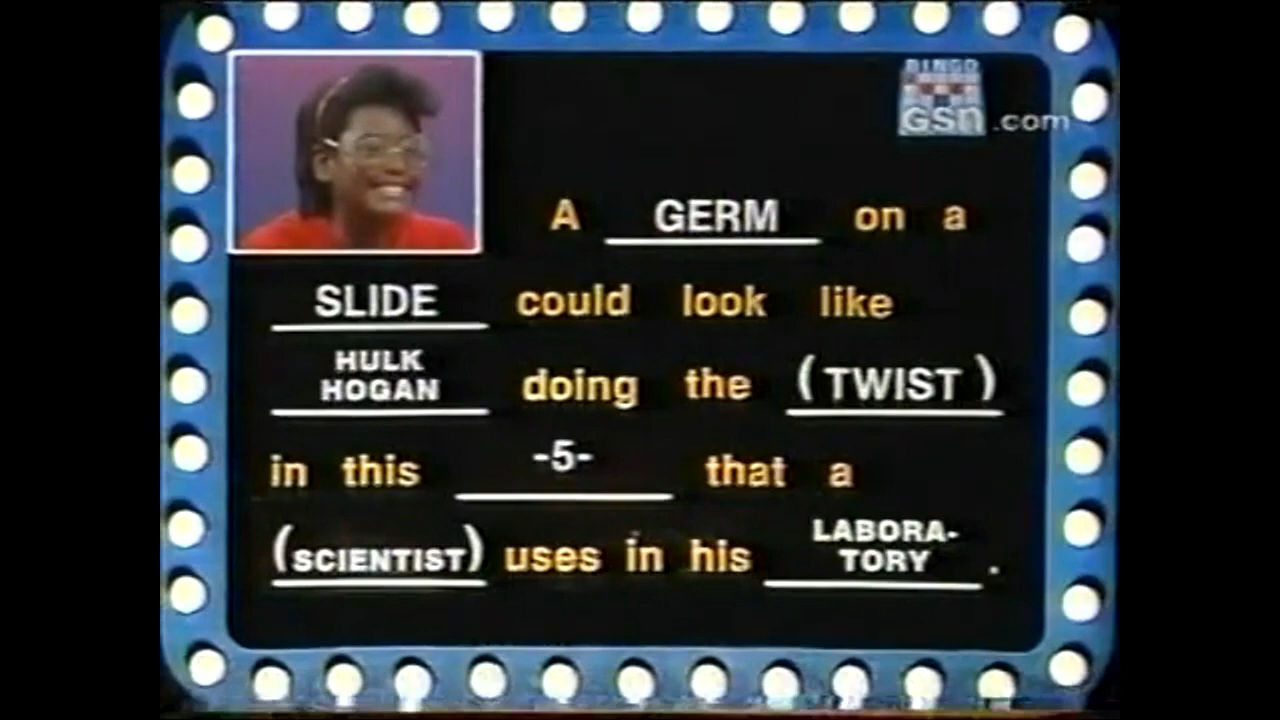 BINGO
GSN.com
A GERM on a
SLIDE could look like
HULK
HOGAN doing the (TWIST)
in this -5- that a
(SCIENTIST) uses in his LABORA-
TORY.